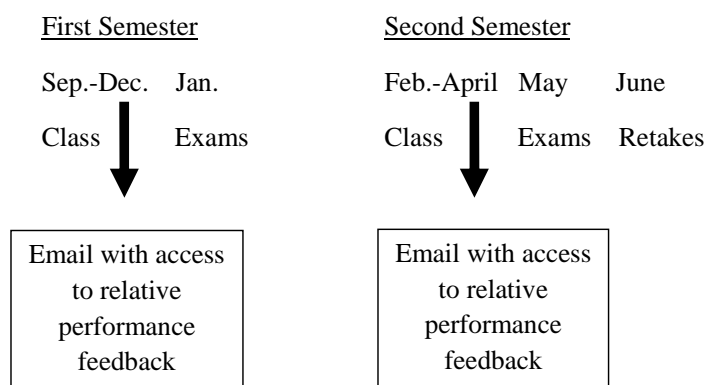 First Semester
Second Semester
Sep.-Dec. Jan.
Feb.-April May June
Class Exams
Class Exams Retakes
Email with access
to relative
performance
feedback
Email with access
to relative
performance
feedback